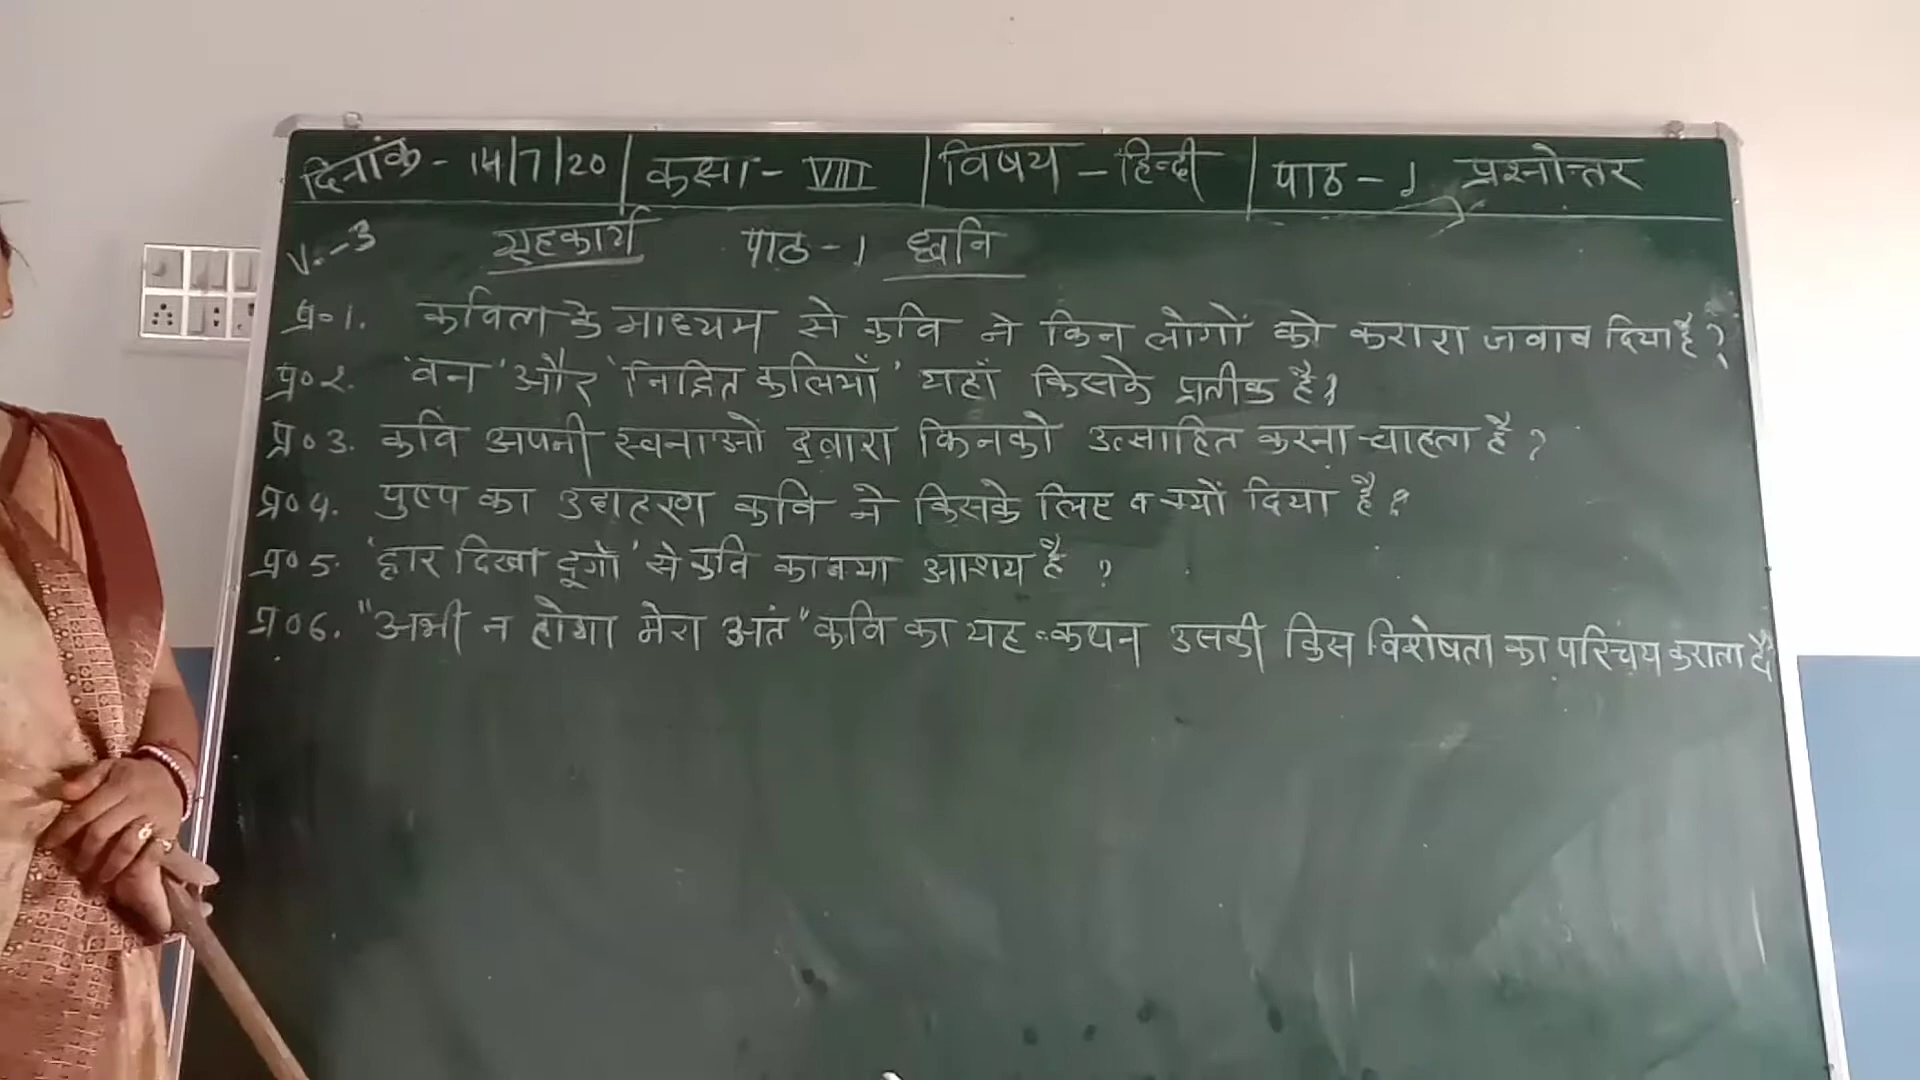 दिनांक - 14/7/20 | कक्षा - VIII | विषय - हिन्दी | पाठ - 1 प्रश्नोत्तर
V.-3 गृहकार्य पाठ - 1 ध्वनि
प्र०1. कविता के माध्यम से कवि ने किन लोगों को करारा जवाब दिया है?
प्र०2. 'वन' और 'निद्रित कलियाँ' यहाँ किसके प्रतीक है?
प्र०3. कवि अपनी रचनाओं द्वारा किनको उत्साहित करना चाहता है?
प्र०4. पुष्प का उदाहरण कवि ने किसके लिए व क्यों दिया है?
प्र०5. 'द्वार दिखा दूगाँ' से कवि का क्या आशय है ?
प्र०6. "अभी न होगा मेरा अतं" कवि का यह कथन उसकी किस विशेषता का परिचय कराता है?